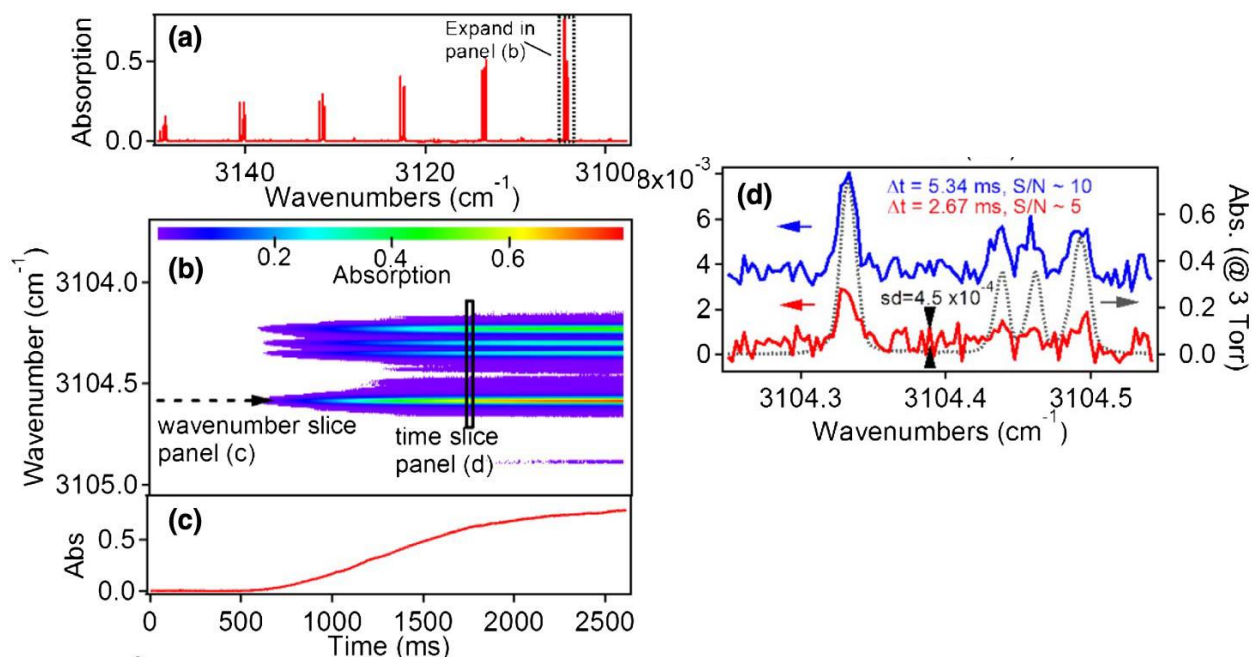 (a)
Expand in
panel (b)
Absorption
0.5
0.0
3140
3120
3100
Wavenumbers (cm⁻¹)
(b)
0.2
0.4
0.6
Absorption
Wavenumber (cm⁻¹)
3104.0
3104.5
3105.0
wavenumber slice
panel (c)
time slice
panel (d)
(c)
Abs
0.5
0.0
0
500
1000
1500
2000
2500
Time (ms)
(d)
8x10⁻³
6
4
2
0
Δt = 5.34 ms, S/N ~ 10
Δt = 2.67 ms, S/N ~ 5
sd=4.5 x10⁻⁴
0.6
0.4
0.2
0.0
Abs. (@ 3 Torr)
3104.3
3104.4
3104.5
Wavenumbers (cm⁻¹)